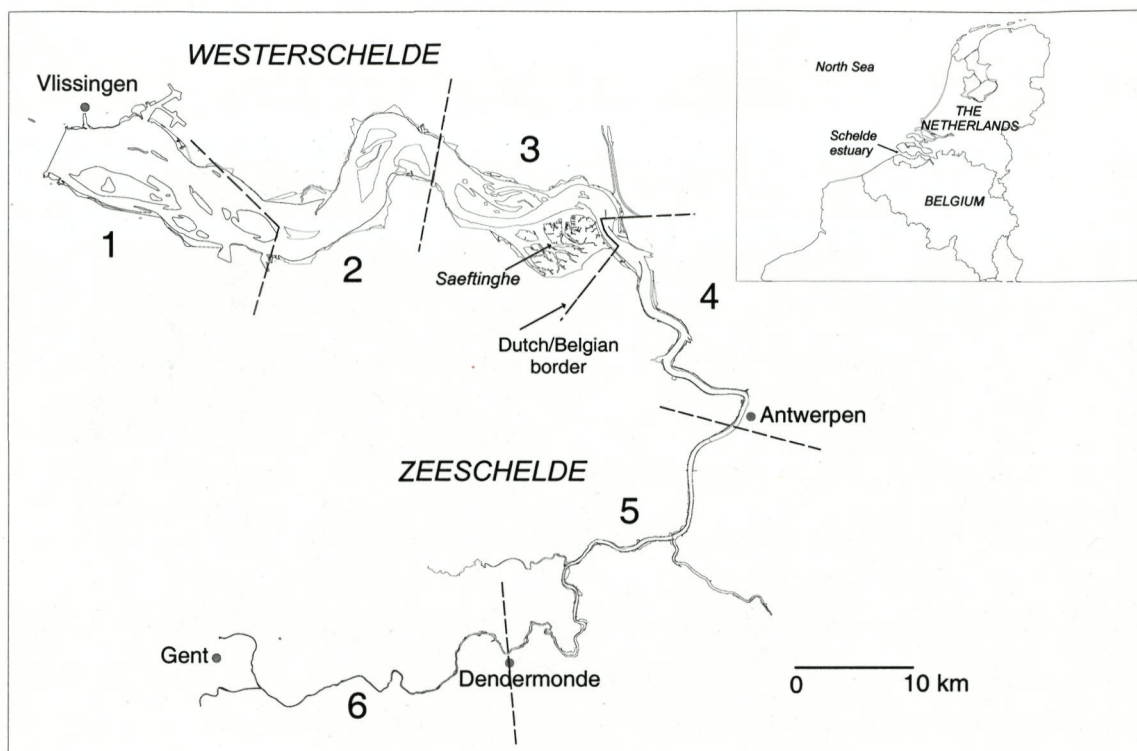 WESTERSCHELDE
Vlissingen
1
2
3
Saeftinghe
Dutch/Belgian
border
4
Antwerpen
ZEESCHELDE
5
Gent
6
Dendermonde
0 10 km
North Sea
THE
NETHERLANDS
Schelde
estuary
BELGIUM